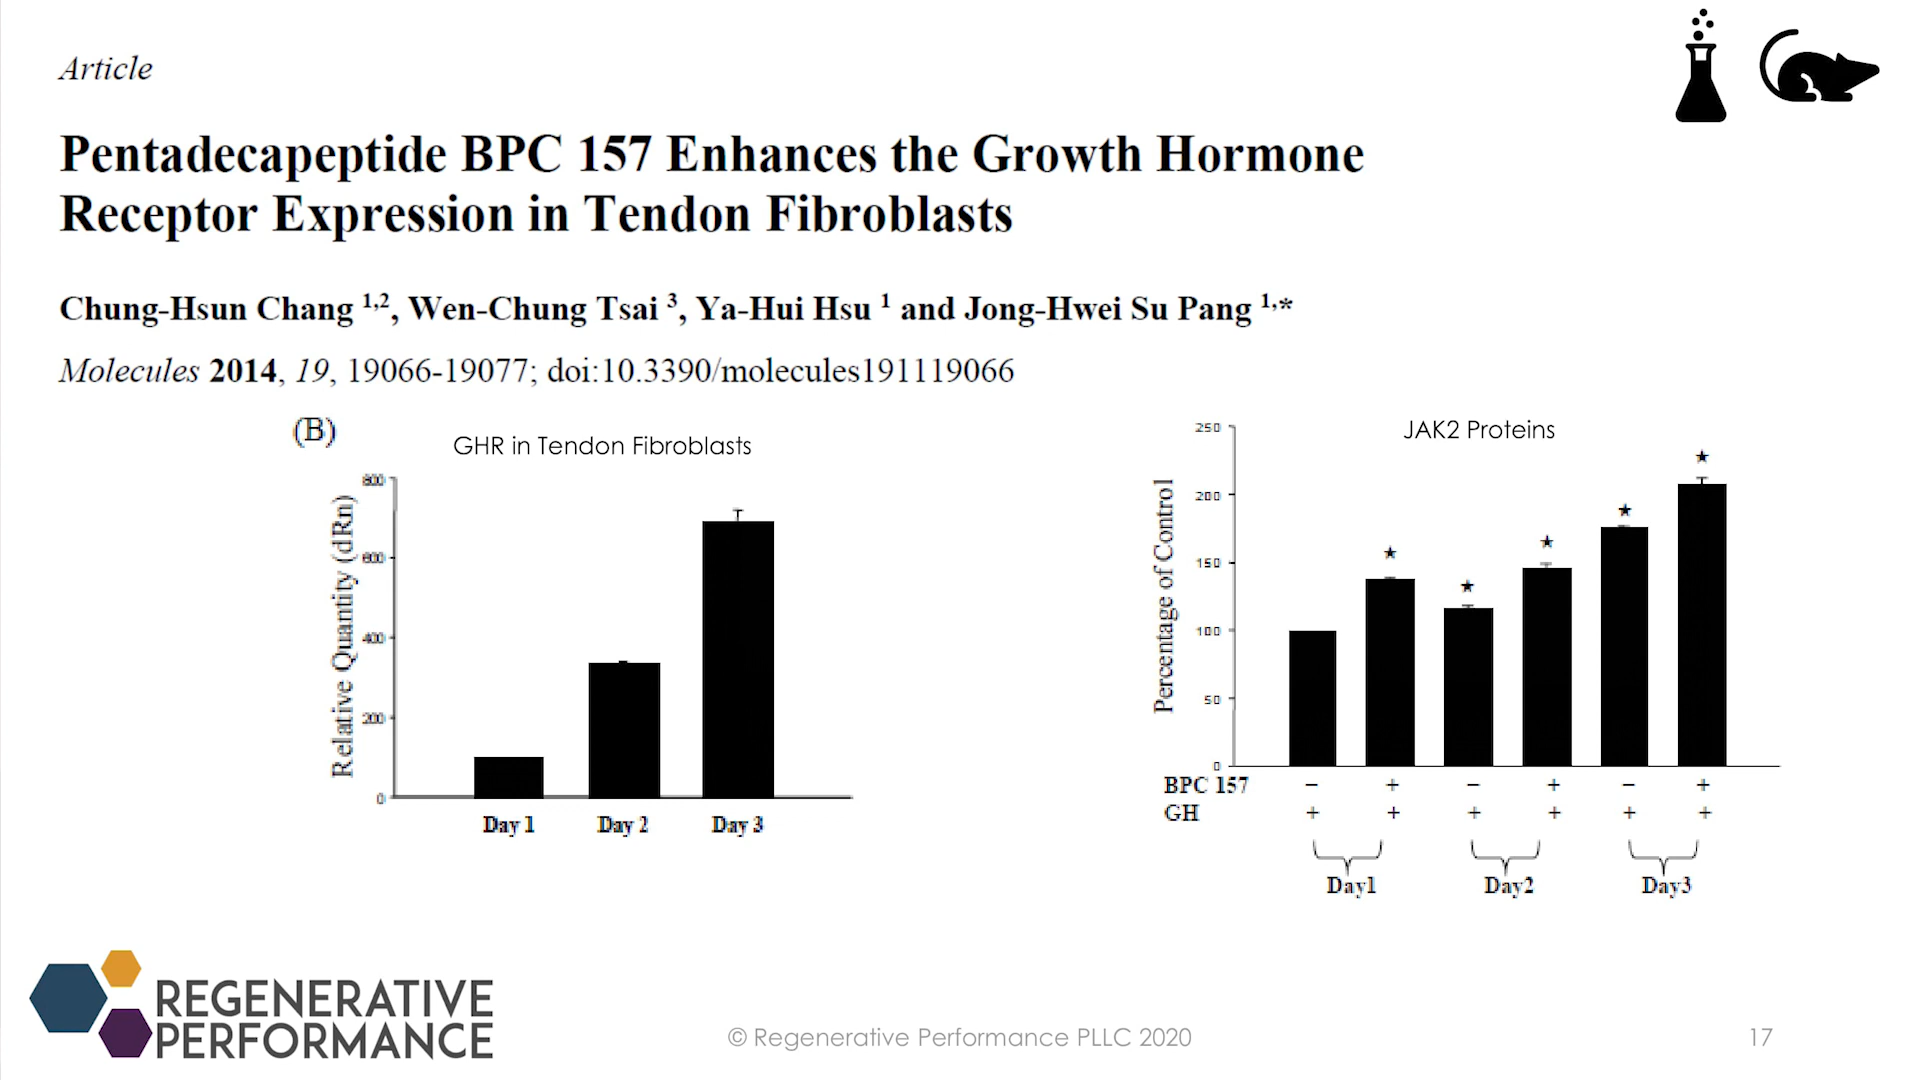 Article
Pentadecapeptide BPC 157 Enhances the Growth Hormone
Receptor Expression in Tendon Fibroblasts
Chung-Hsun Chang 1,2, Wen-Chung Tsai 3, Ya-Hui Hsu 1 and Jong-Hwei Su Pang 1,*
Molecules 2014, 19, 19066-19077; doi:10.3390/molecules191119066
(B)
GHR in Tendon Fibroblasts
Relative Quantity (dRn)
800
600
400
200
0
Day 1 Day 2 Day 3
JAK2 Proteins
Percentage of Control
250
200
150
100
50
0
★ ★ ★ ★ ★
BPC 157 − + − + − +
GH + + + + + +
Day1 Day2 Day3
REGENERATIVE
PERFORMANCE
© Regenerative Performance PLLC 2020
17